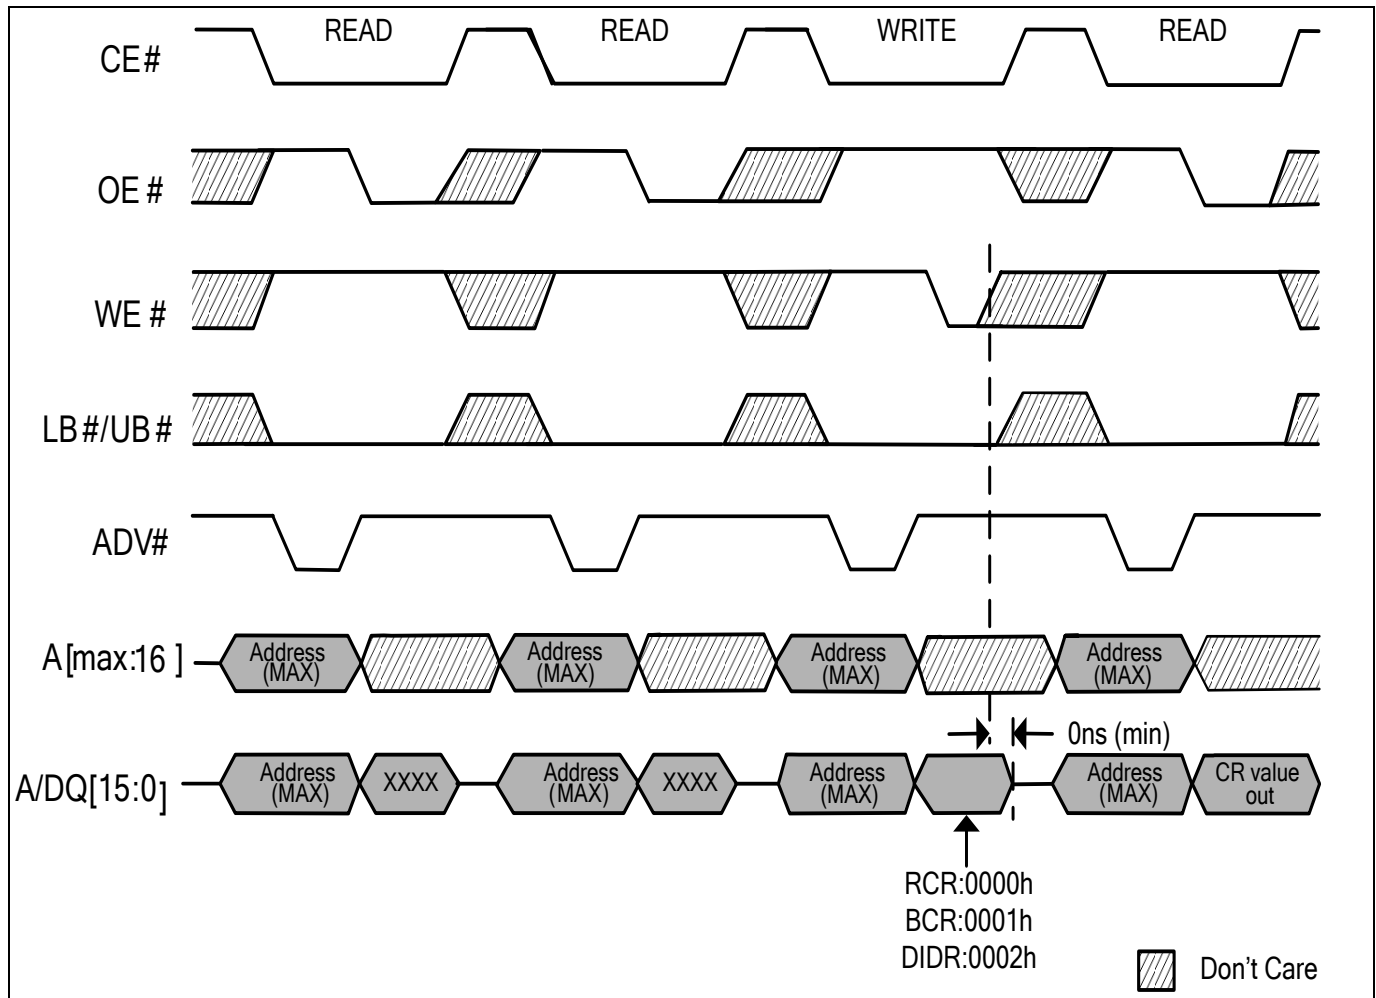 READ READ WRITE READ
CE#
OE #
WE #
LB #/UB #
ADV#
A[max:16 ] Address Address Address Address
(MAX) (MAX) (MAX) (MAX)
0ns (min)
A/DQ[15:0] Address XXXX Address XXXX Address Address CR value
(MAX) (MAX) (MAX) (MAX) out
RCR:0000h
BCR:0001h
DIDR:0002h
Don't Care